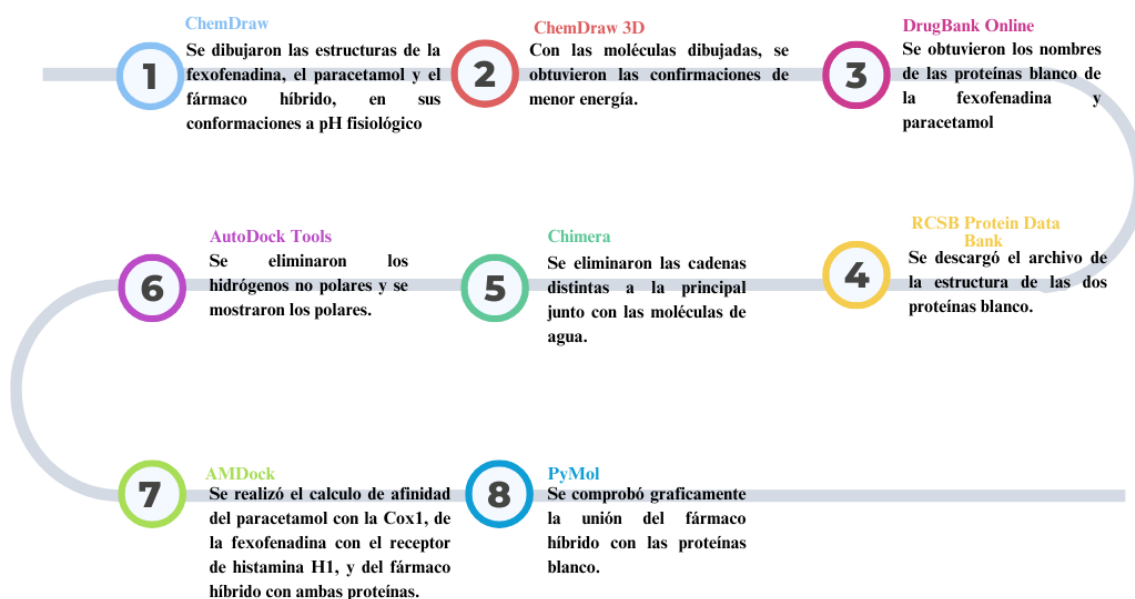 ChemDraw
1
Se dibujaron las estructuras de la
fexofenadina, el paracetamol y el
fármaco híbrido, en sus
conformaciones a pH fisiológico
ChemDraw 3D
2
Con las moléculas dibujadas, se
obtuvieron las confirmaciones de
menor energía.
DrugBank Online
3
Se obtuvieron los nombres
de las proteínas blanco de
la fexofenadina y
paracetamol
RCSB Protein Data
Bank
4
Se descargó el archivo de
la estructura de las dos
proteínas blanco.
Chimera
5
Se eliminaron las cadenas
distintas a la principal
junto con las moléculas de
agua.
AutoDock Tools
6
Se eliminaron los
hidrógenos no polares y se
mostraron los polares.
AMDock
7
Se realizó el calculo de afinidad
del paracetamol con la Cox1, de
la fexofenadina con el receptor
de histamina H1, y del fármaco
híbrido con ambas proteínas.
PyMol
8
Se comprobó graficamente
la unión del fármaco
híbrido con las proteínas
blanco.